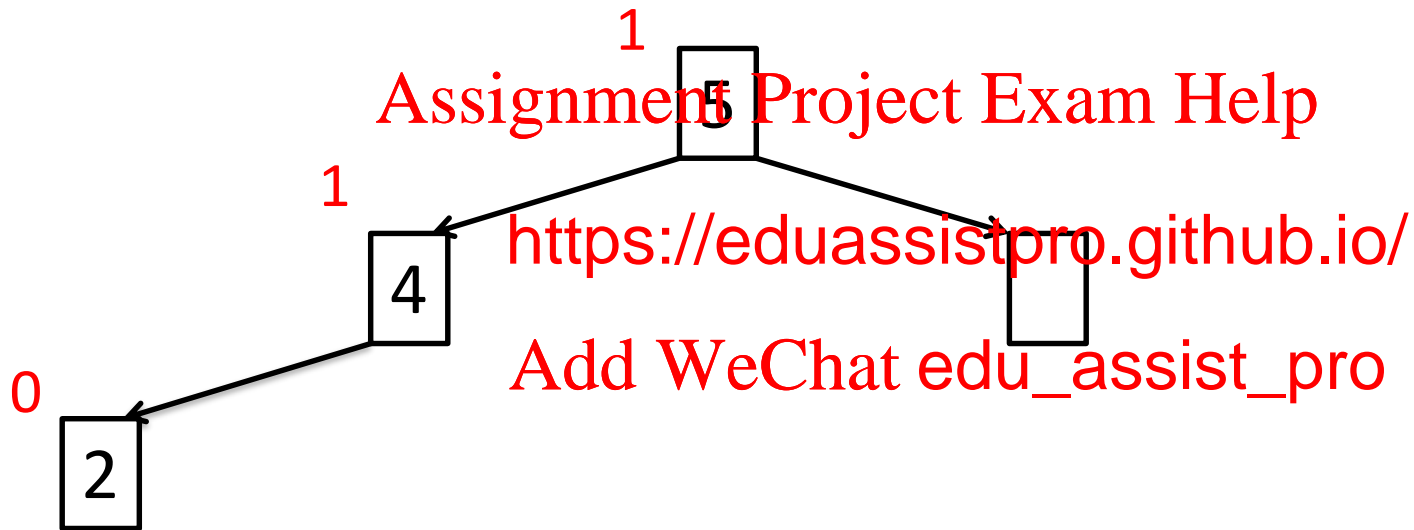 1
5
Assignment Project Exam Help
1
https://eduassistpro.github.io/
4
Add WeChat edu_assist_pro
0
2